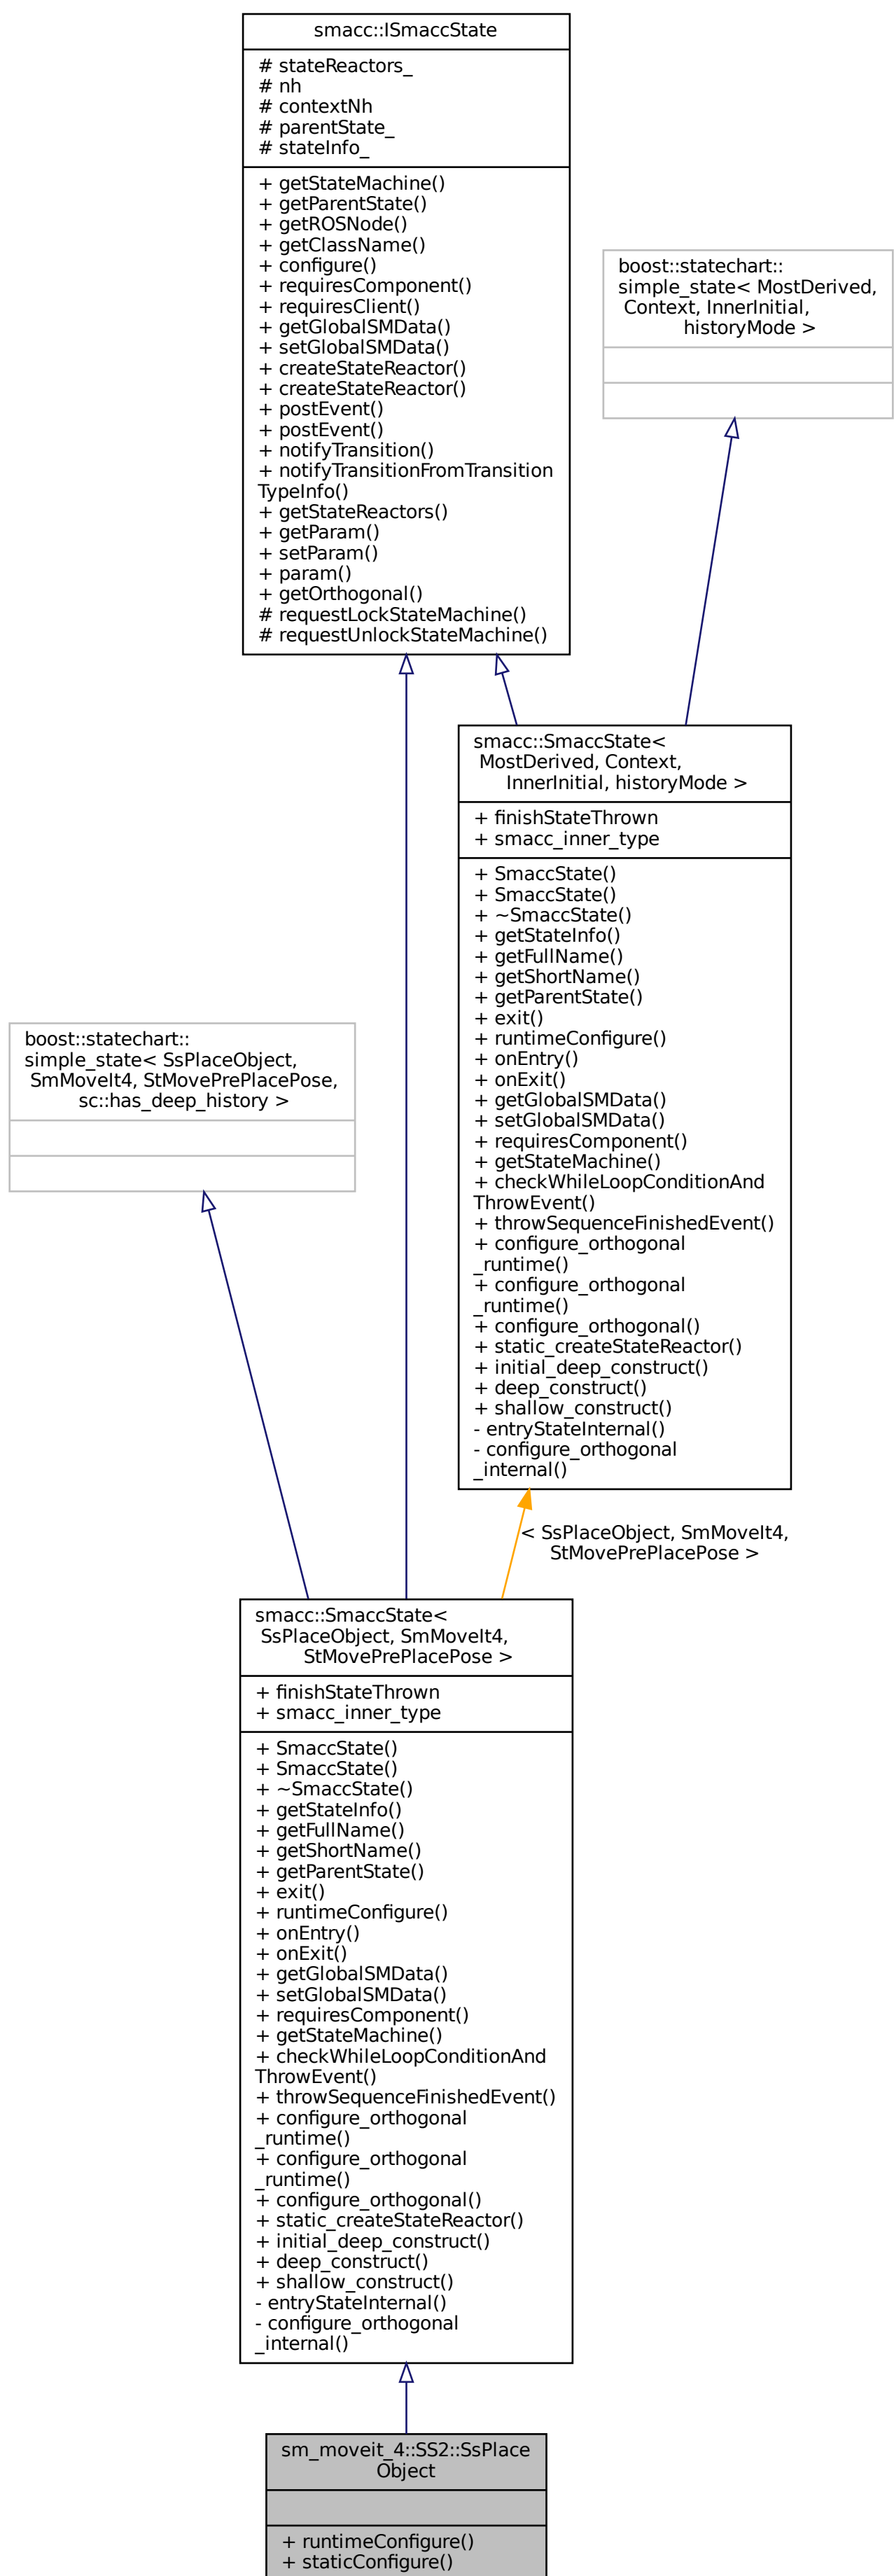 smacc::ISmaccState
# stateReactors_
# nh
# contextNh
# parentState_
# stateInfo_
+ getStateMachine()
+ getParentState()
+ getROSNode()
+ getClassName()
+ configure()
+ requiresComponent()
+ requiresClient()
+ getGlobalSMData()
+ setGlobalSMData()
+ createStateReactor()
+ createStateReactor()
+ postEvent()
+ postEvent()
+ notifyTransition()
+ notifyTransitionFromTransition
TypeInfo()
+ getStateReactors()
+ getParam()
+ setParam()
+ param()
+ getOrthogonal()
# requestLockStateMachine()
# requestUnlockStateMachine()
boost::statechart::
simple_state< MostDerived,
Context, InnerInitial,
historyMode >
smacc::SmaccState<
MostDerived, Context,
InnerInitial, historyMode >
+ finishStateThrown
+ smacc_inner_type
+ SmaccState()
+ SmaccState()
+ ~SmaccState()
+ getStateInfo()
+ getFullName()
+ getShortName()
+ getParentState()
+ exit()
+ runtimeConfigure()
+ onEntry()
+ onExit()
+ getGlobalSMData()
+ setGlobalSMData()
+ requiresComponent()
+ getStateMachine()
+ checkWhileLoopConditionAnd
ThrowEvent()
+ throwSequenceFinishedEvent()
+ configure_orthogonal
_runtime()
+ configure_orthogonal
_runtime()
+ configure_orthogonal()
+ static_createStateReactor()
+ initial_deep_construct()
+ deep_construct()
+ shallow_construct()
- entryStateInternal()
- configure_orthogonal
_internal()
boost::statechart::
simple_state< SsPlaceObject,
SmMoveIt4, StMovePrePlacePose,
sc::has_deep_history >
< SsPlaceObject, SmMoveIt4,
StMovePrePlacePose >
smacc::SmaccState<
SsPlaceObject, SmMoveIt4,
StMovePrePlacePose >
+ finishStateThrown
+ smacc_inner_type
+ SmaccState()
+ SmaccState()
+ ~SmaccState()
+ getStateInfo()
+ getFullName()
+ getShortName()
+ getParentState()
+ exit()
+ runtimeConfigure()
+ onEntry()
+ onExit()
+ getGlobalSMData()
+ setGlobalSMData()
+ requiresComponent()
+ getStateMachine()
+ checkWhileLoopConditionAnd
ThrowEvent()
+ throwSequenceFinishedEvent()
+ configure_orthogonal
_runtime()
+ configure_orthogonal
_runtime()
+ configure_orthogonal()
+ static_createStateReactor()
+ initial_deep_construct()
+ deep_construct()
+ shallow_construct()
- entryStateInternal()
- configure_orthogonal
_internal()
sm_moveit_4::SS2::SsPlace
Object
+ runtimeConfigure()
+ staticConfigure()